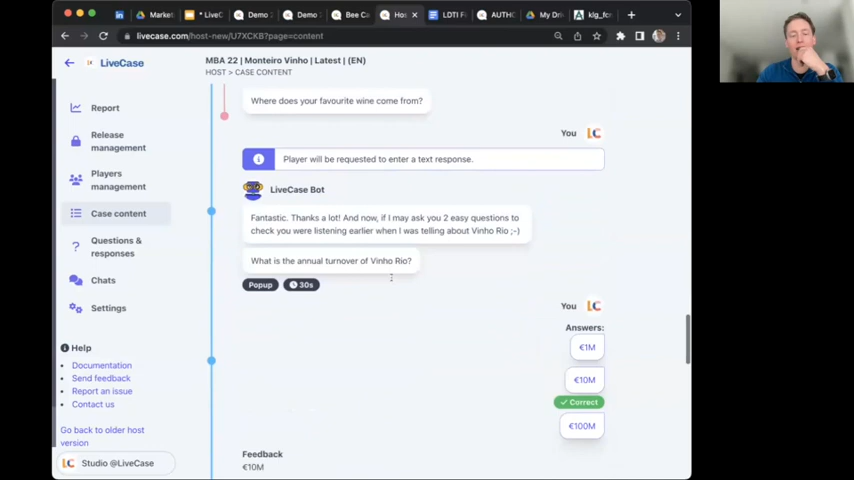 Market
*LiveC
Demo 
Demo 
Bee Ca
Hos
LDTI F
AUTHO
My Dri
klg_fcn
livecase.com/host-new/U7XCKB?page=content
LiveCase
MBA 22 | Monteiro Vinho | Latest | (EN)
HOST > CASE CONTENT
Report
Release management
Players management
Case content
Questions & responses
Chats
Settings
Help
Documentation
Send feedback
Report an issue
Contact us
Go back to older host version
LC Studio @LiveCase
Where does your favourite wine come from?
You LC
Player will be requested to enter a text response.
LiveCase Bot
Fantastic. Thanks a lot! And now, if I may ask you 2 easy questions to
check you were listening earlier when I was telling about Vinho Rio ;-)
What is the annual turnover of Vinho Rio?
Popup 30s
You LC
Answers:
€1M
€10M
Correct
€100M
Feedback
€10M